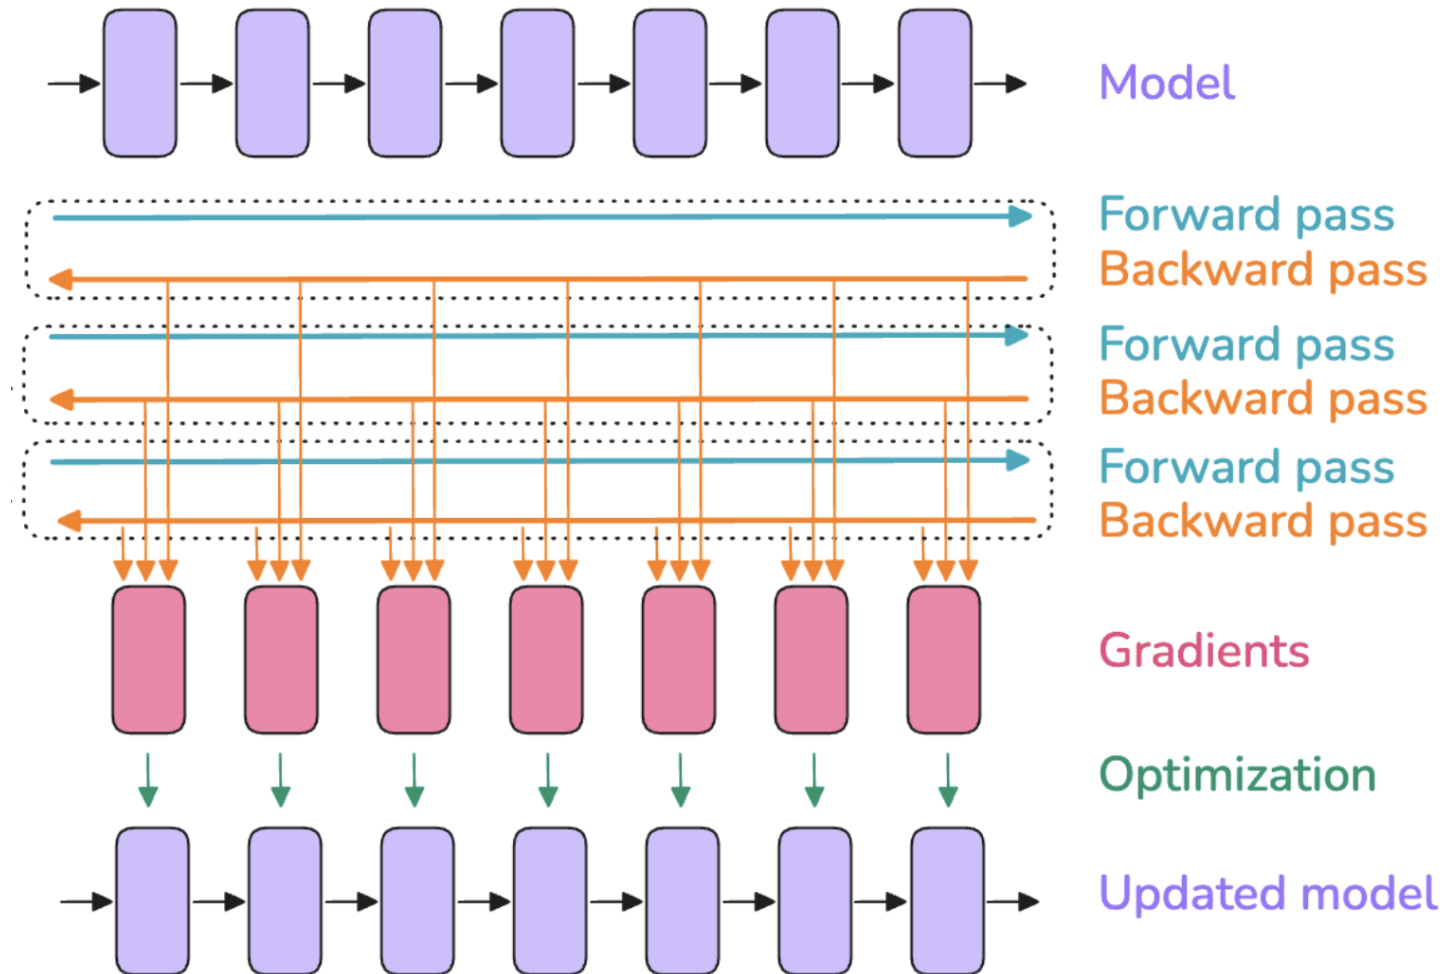 Model
Forward pass
Backward pass
Forward pass
Backward pass
Forward pass
Backward pass
Gradients
Optimization
Updated model